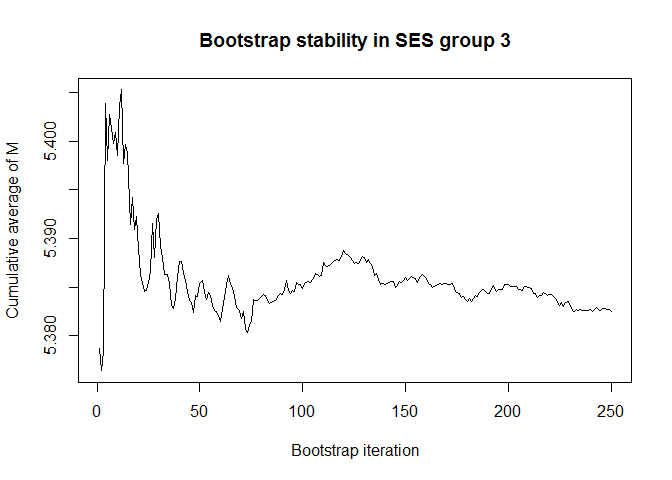 Bootstrap stability in SES group 3
Cumulative average of M
5.400
5.390
5.380
0 50 100 150 200 250
Bootstrap iteration